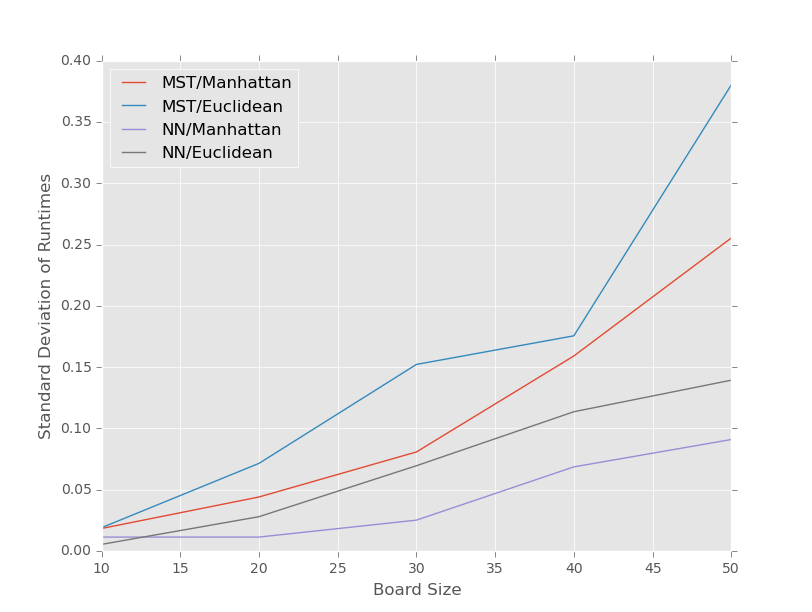 0.40
0.35
0.30
0.25
0.20
0.15
0.10
0.05
0.00
Standard Deviation of Runtimes
MST/Manhattan
MST/Euclidean
NN/Manhattan
NN/Euclidean
10 15 20 25 30 35 40 45 50
Board Size